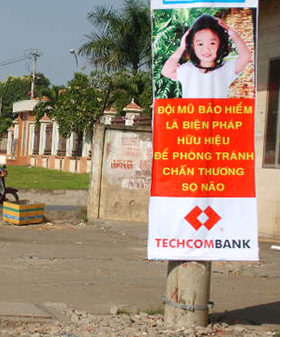 ĐỘI MŨ BẢO HIỂM
LÀ BIỆN PHÁP
HỮU HIỆU
ĐỂ PHÒNG TRÁNH
CHẤN THƯƠNG
SỌ NÃO
TECHCOMBANK